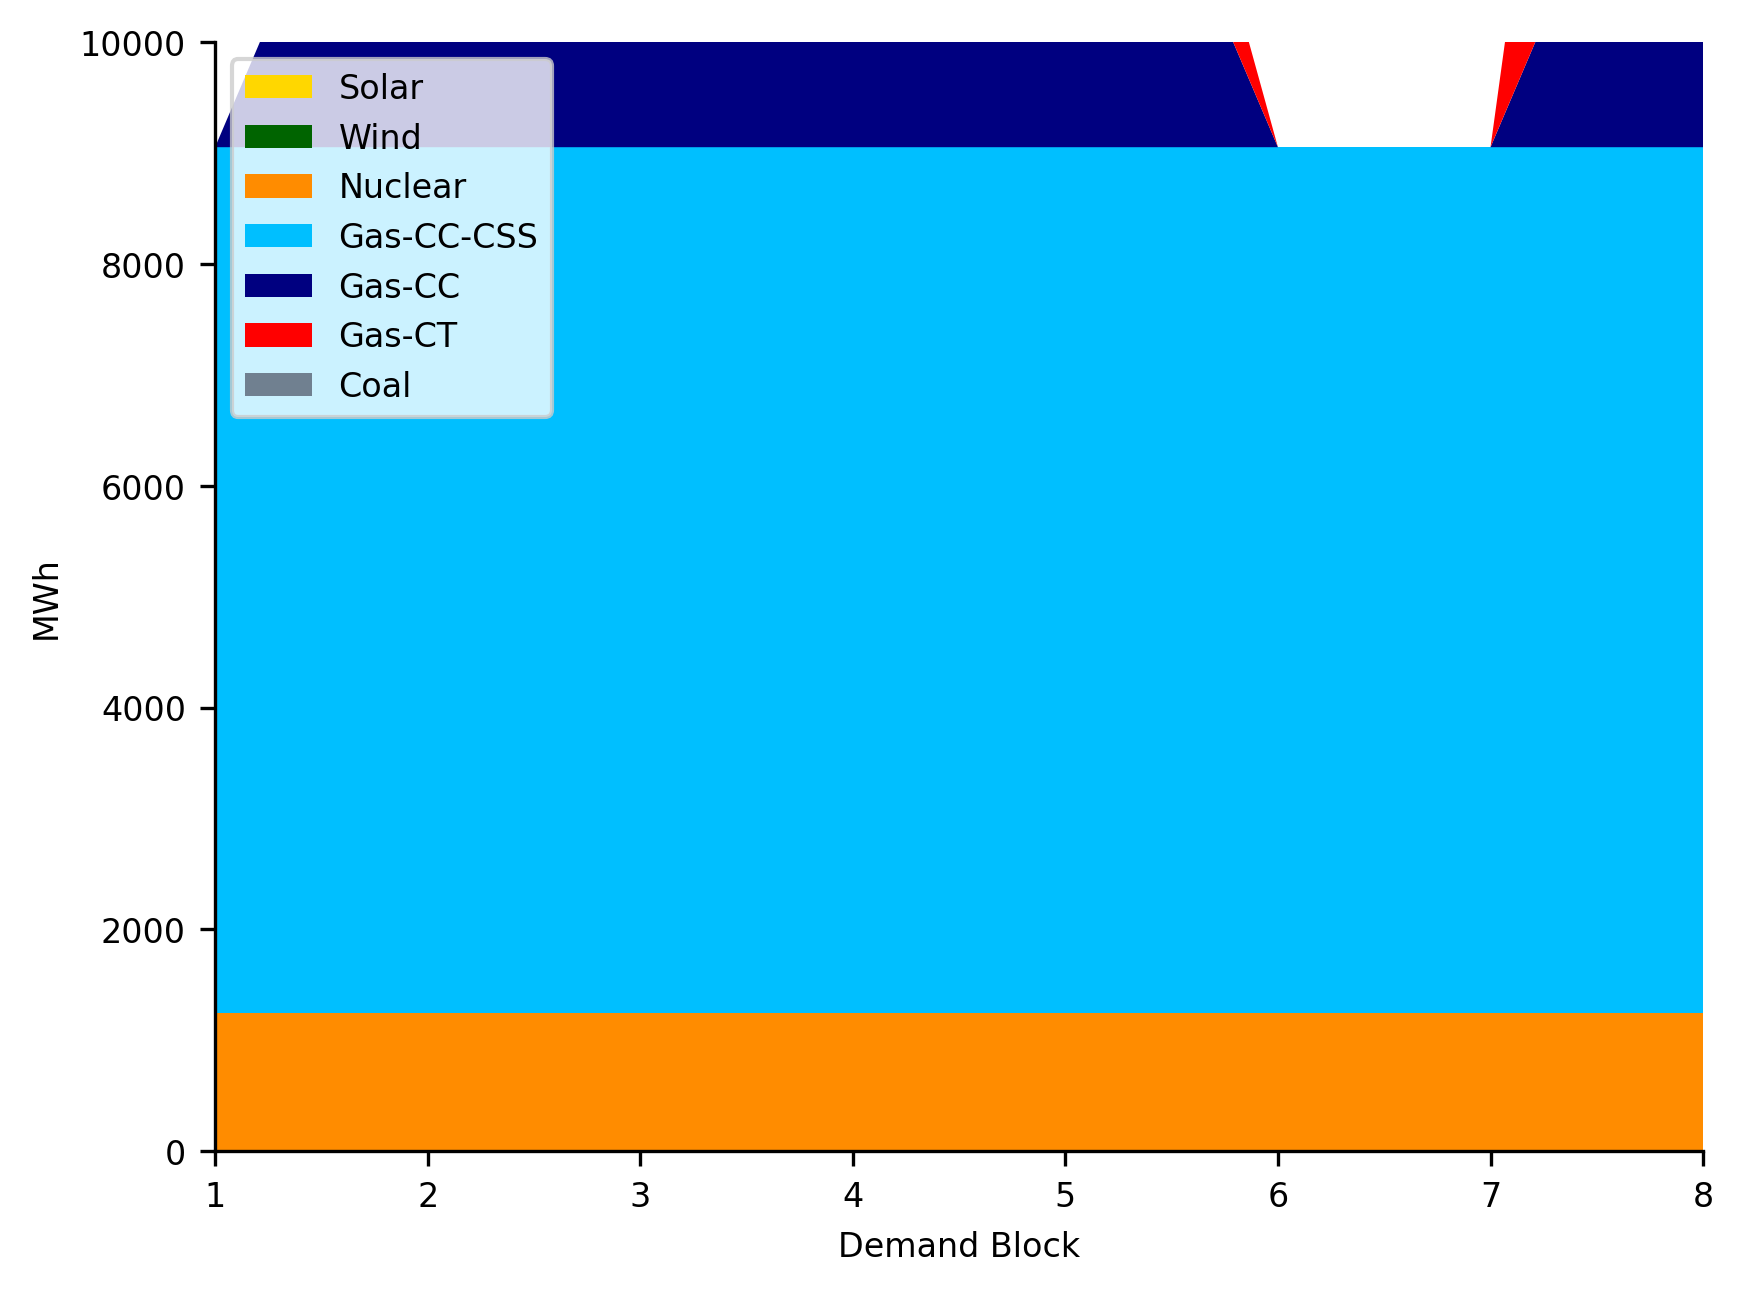 10000
8000
6000
4000
2000
0
MWh
Solar
Wind
Nuclear
Gas-CC-CSS
Gas-CC
Gas-CT
Coal
1 2 3 4 5 6 7 8
Demand Block